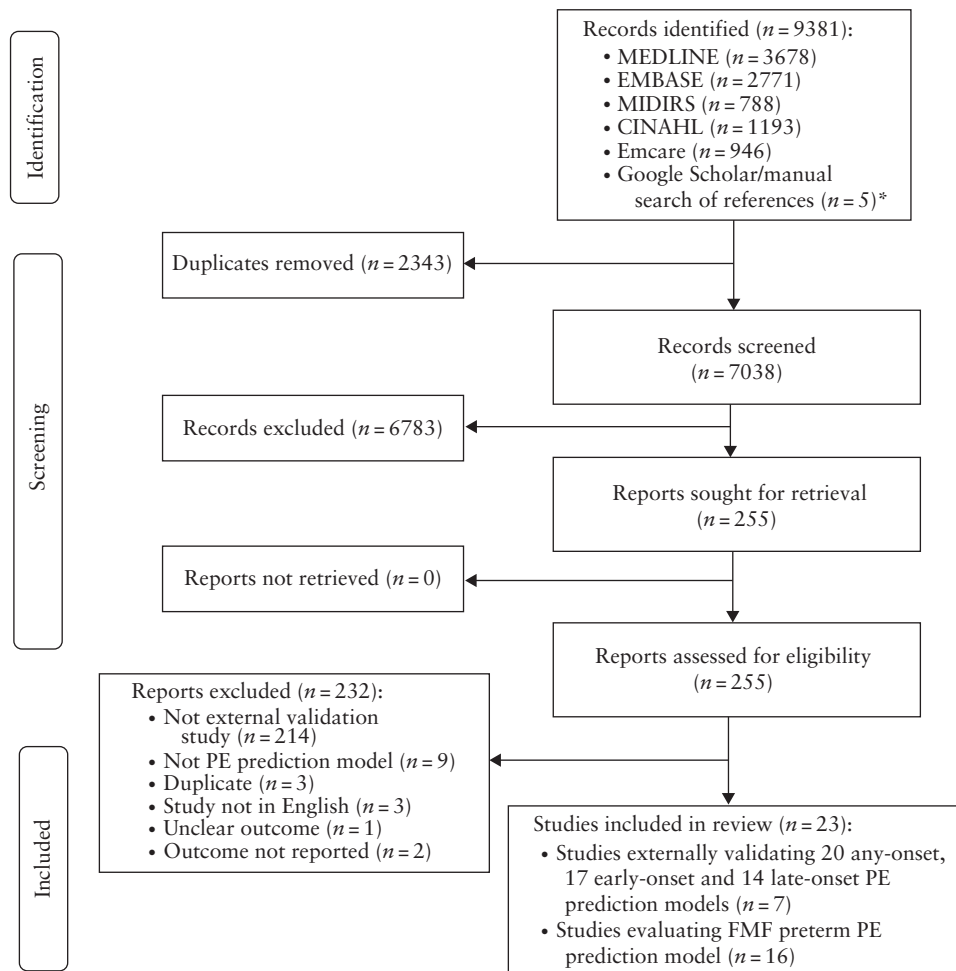 Identification
Records identified (n = 9381):
• MEDLINE (n = 3678)
• EMBASE (n = 2771)
• MIDIRS (n = 788)
• CINAHL (n = 1193)
• Emcare (n = 946)
• Google Scholar/manual
search of references (n = 5)*
Screening
Duplicates removed (n = 2343)
Records screened
(n = 7038)
Records excluded (n = 6783)
Reports sought for retrieval
(n = 255)
Reports not retrieved (n = 0)
Reports assessed for eligibility
(n = 255)
Reports excluded (n = 232):
• Not external validation
study (n = 214)
• Not PE prediction model (n = 9)
• Duplicate (n = 3)
• Study not in English (n = 3)
• Unclear outcome (n = 1)
• Outcome not reported (n = 2)
Included
Studies included in review (n = 23):
• Studies externally validating 20 any-onset,
17 early-onset and 14 late-onset PE
prediction models (n = 7)
• Studies evaluating FMF preterm PE
prediction model (n = 16)